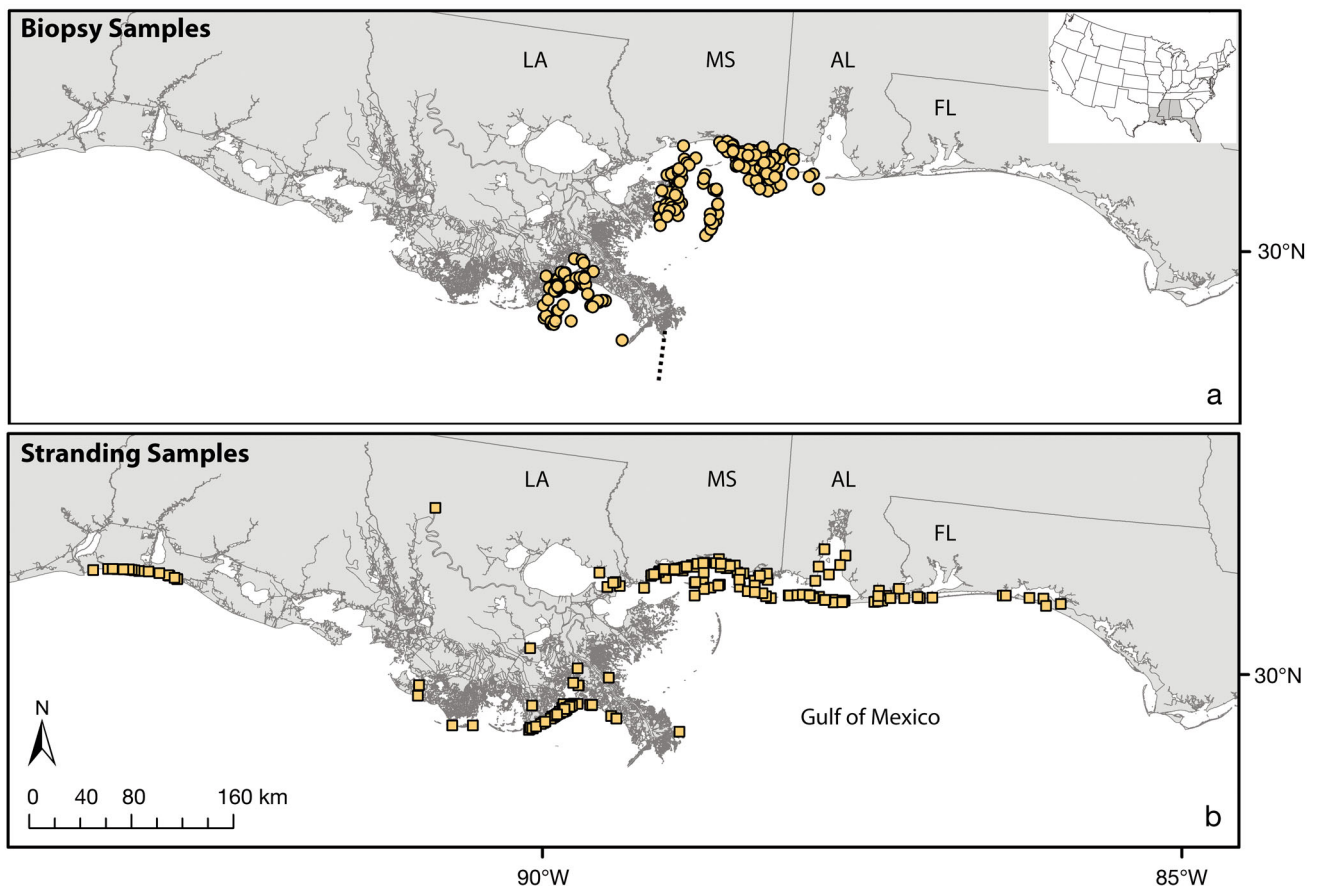 Biopsy Samples
LA
MS
AL
FL
30°N
a
Stranding Samples
LA
MS
AL
FL
30°N
Gulf of Mexico
N
0 40 80 160 km
b
90°W
85°W